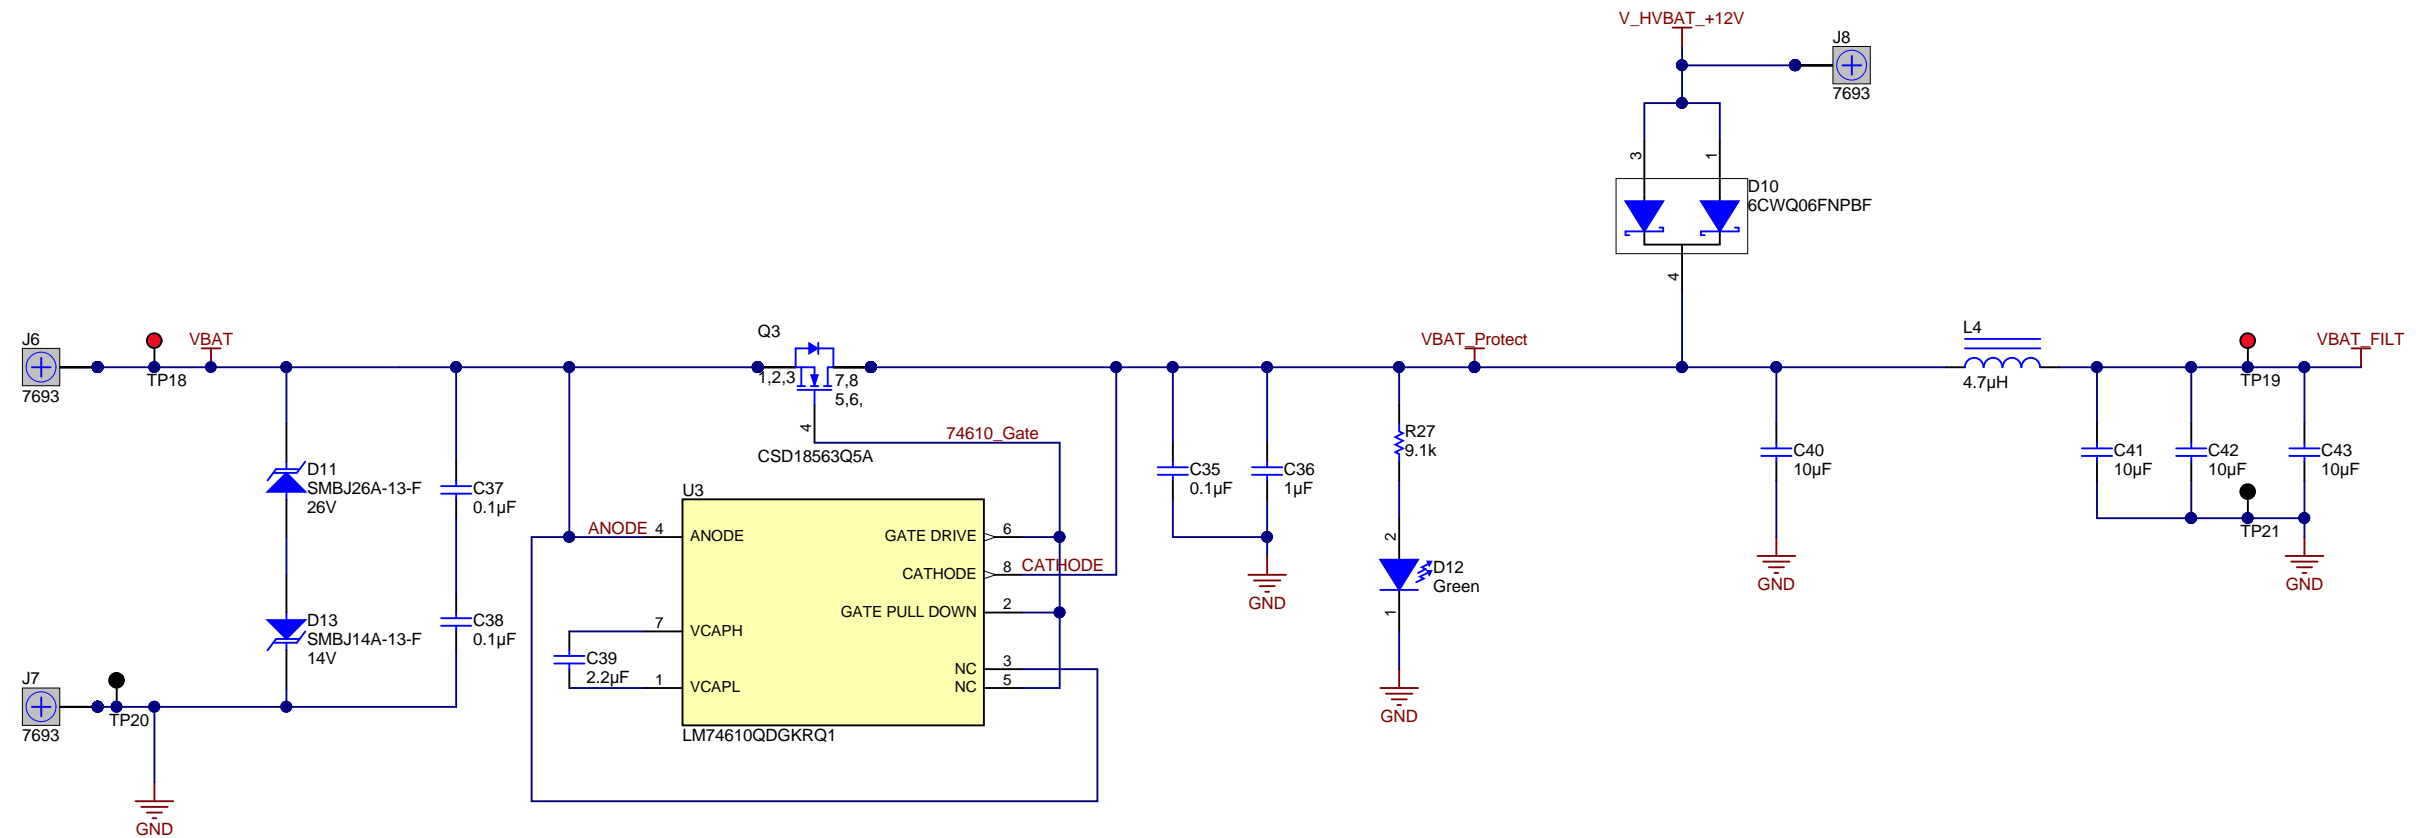 V_HVBAT_+12V
J8
7693
3
1
D10
6CWQ06FNPBF
4
J6
7693
TP18
VBAT
Q3
1,2,3
7,8
5,6,
4
CSD18563Q5A
74610_Gate
VBAT_Protect
L4
4.7µH
TP19
VBAT_FILT
D11
SMBJ26A-13-F
26V
C37
0.1µF
D13
SMBJ14A-13-F
14V
C38
0.1µF
J7
7693
TP20
GND
U3
ANODE 4 ANODE
GATE DRIVE 6
CATHODE 8 CATHODE
GATE PULL DOWN 2
7 VCAPH
C39
2.2µF
1 VCAPL
NC 3
NC 5
LM74610QDGKRQ1
C35
0.1µF
C36
1µF
GND
R27
9.1k
2
D12
Green
1
GND
C40
10µF
GND
C41
10µF
C42
10µF
C43
10µF
TP21
GND